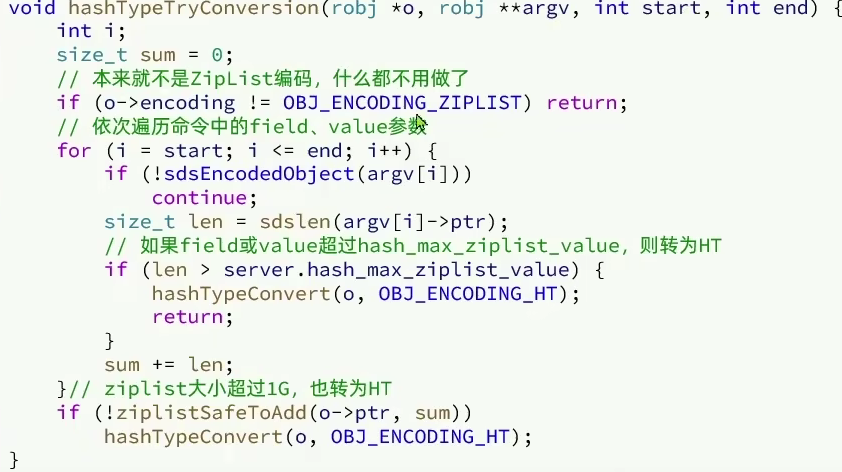 void hashTypeTryConversion(robj *o, robj **argv, int start, int end) {
    int i;
    size_t sum = 0;
    // 本来就不是ZipList编码，什么都不用做了
    if (o->encoding != OBJ_ENCODING_ZIPLIST) return;
    // 依次遍历命令中的field、value参数
    for (i = start; i <= end; i++) {
        if (!sdsEncodedObject(argv[i]))
            continue;
        size_t len = sdslen(argv[i]->ptr);
        // 如果field或value超过hash_max_ziplist_value，则转为HT
        if (len > server.hash_max_ziplist_value) {
            hashTypeConvert(o, OBJ_ENCODING_HT);
            return;
        }
        sum += len;
    }// ziplist大小超过1G，也转为HT
    if (!ziplistSafeToAdd(o->ptr, sum))
        hashTypeConvert(o, OBJ_ENCODING_HT);
}